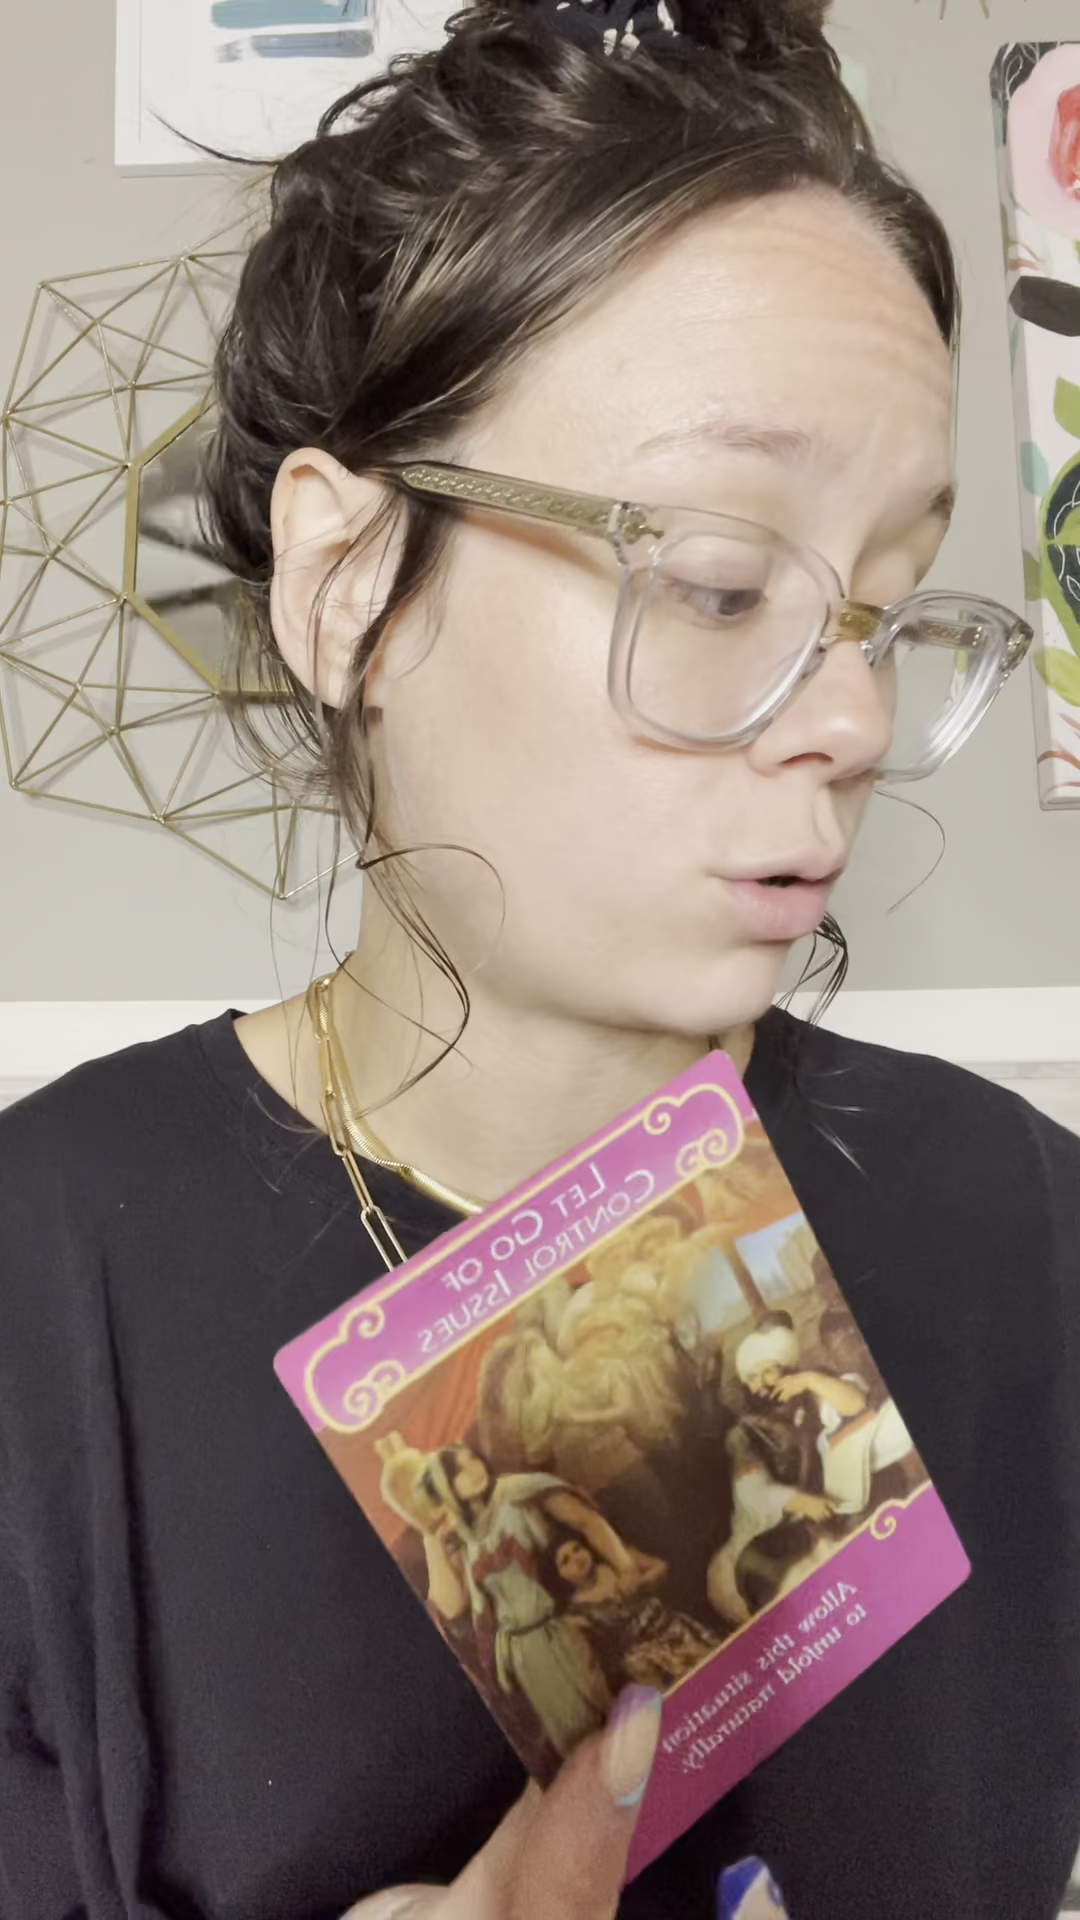 LET GO OF
CONTROL ISSUES
Allow this situation
to unfold naturally.